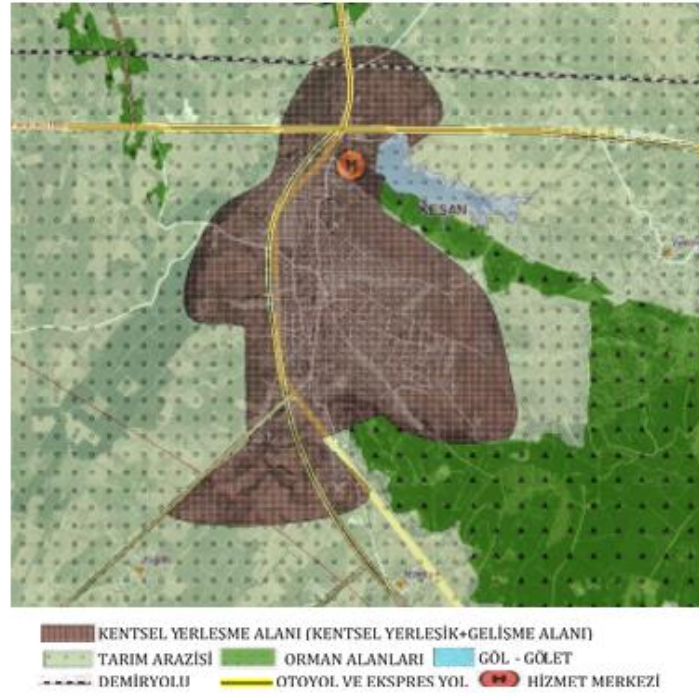 KEŞAN
H
KENTSEL YERLEŞME ALANI (KENTSEL YERLEŞİK+GELİŞME ALANI)
TARIM ARAZİSİ ORMAN ALANLARI GÖL - GÖLET
DEMİRYOLU OTOYOL VE EKSPRES YOL H HİZMET MERKEZİ